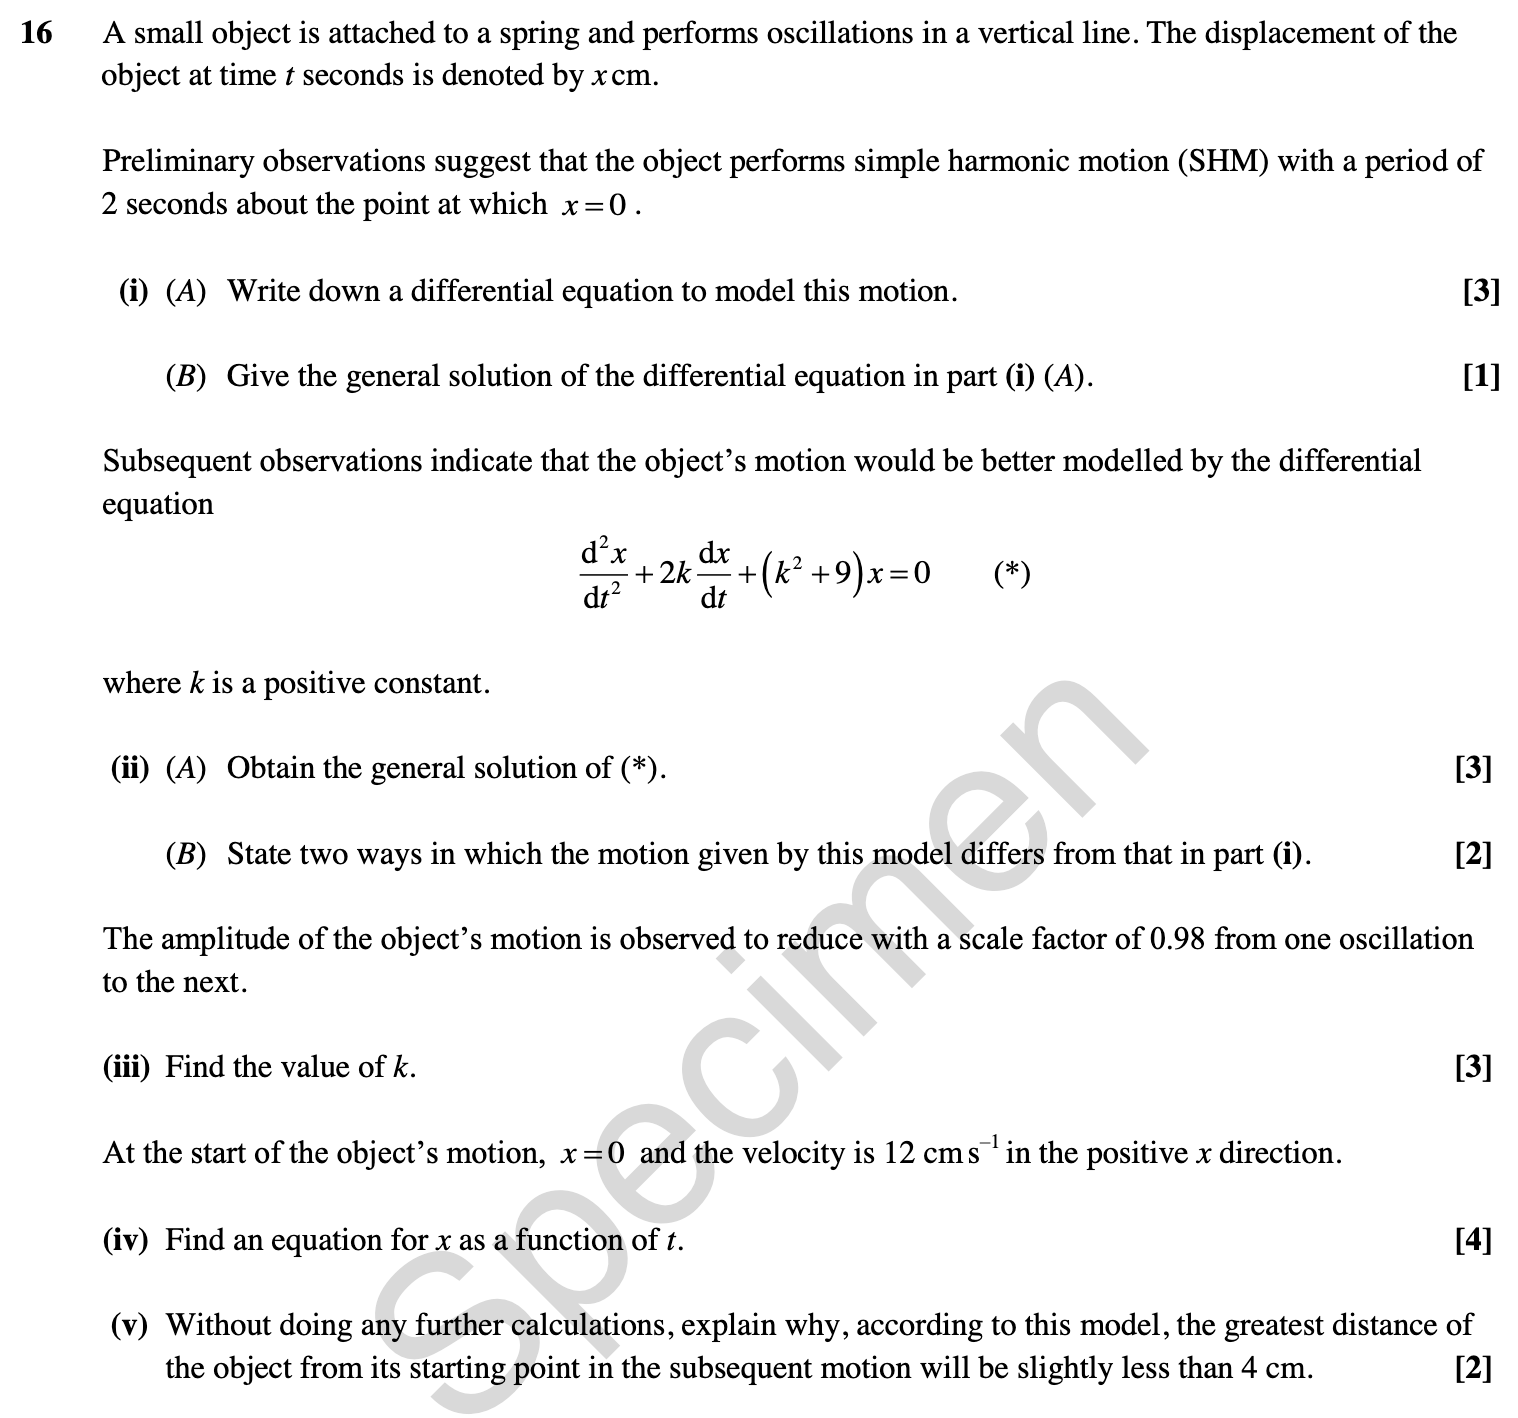 16 A small object is attached to a spring and performs oscillations in a vertical line. The displacement of the
object at time t seconds is denoted by x cm.
Preliminary observations suggest that the object performs simple harmonic motion (SHM) with a period of
2 seconds about the point at which x = 0 .
(i) (A) Write down a differential equation to model this motion. [3]
(B) Give the general solution of the differential equation in part (i) (A). [1]
Subsequent observations indicate that the object’s motion would be better modelled by the differential
equation
d²x/dt² + 2k dx/dt + (k² + 9)x = 0 (*)
where k is a positive constant.
(ii) (A) Obtain the general solution of (*). [3]
(B) State two ways in which the motion given by this model differs from that in part (i). [2]
The amplitude of the object’s motion is observed to reduce with a scale factor of 0.98 from one oscillation
to the next.
(iii) Find the value of k. [3]
At the start of the object’s motion, x = 0 and the velocity is 12 cm s⁻¹ in the positive x direction.
(iv) Find an equation for x as a function of t. [4]
(v) Without doing any further calculations, explain why, according to this model, the greatest distance of
the object from its starting point in the subsequent motion will be slightly less than 4 cm. [2]
Specimen